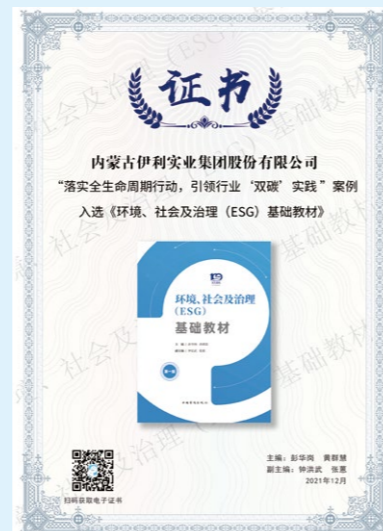 证书
内蒙古伊利实业集团股份有限公司
“落实全生命周期行动，引领行业‘双碳’实践”案例
入选《环境、社会及治理（ESG）基础教材》
环境、社会及治理
（ESG）
基础教材
主编：彭华岗 黄群慧
副主编：钟洪武 张蒽
2021年12月
扫码获取电子证书